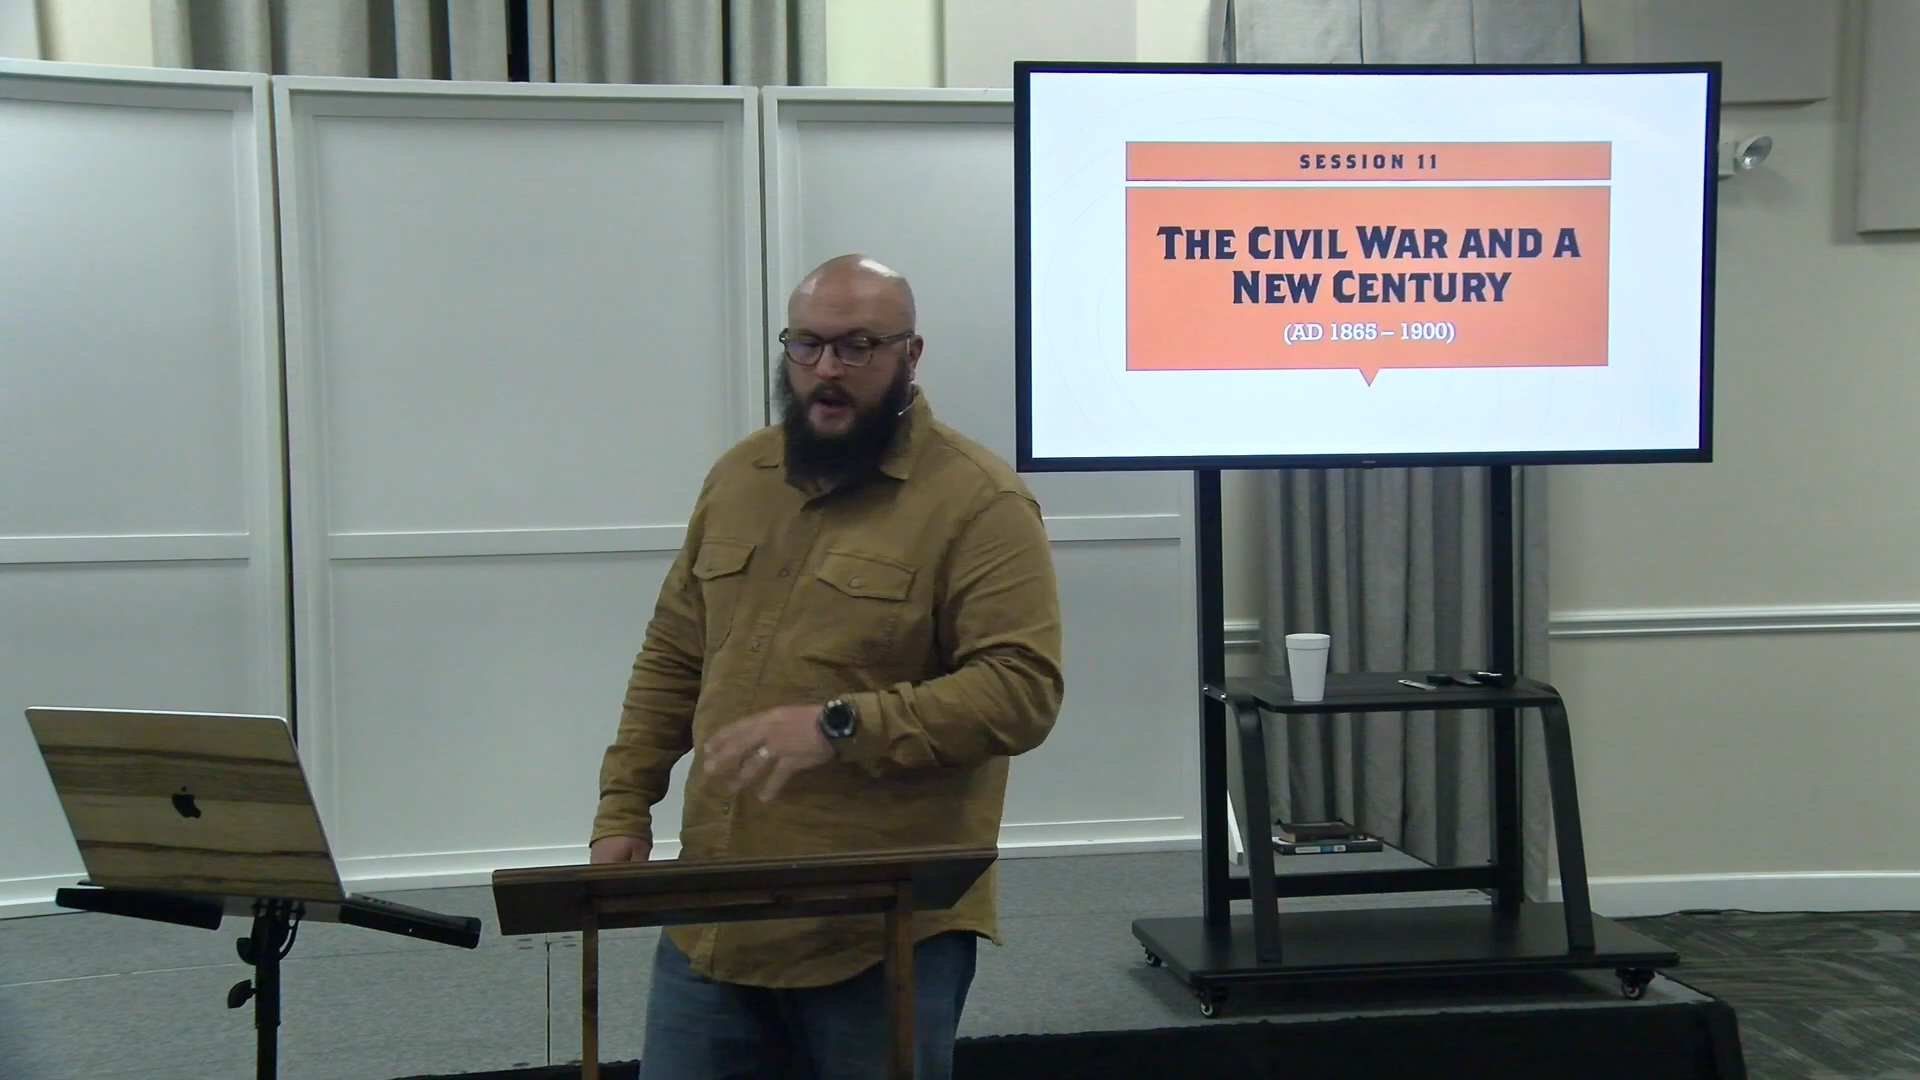 SESSION 11
THE CIVIL WAR AND A
NEW CENTURY
(AD 1865 – 1900)